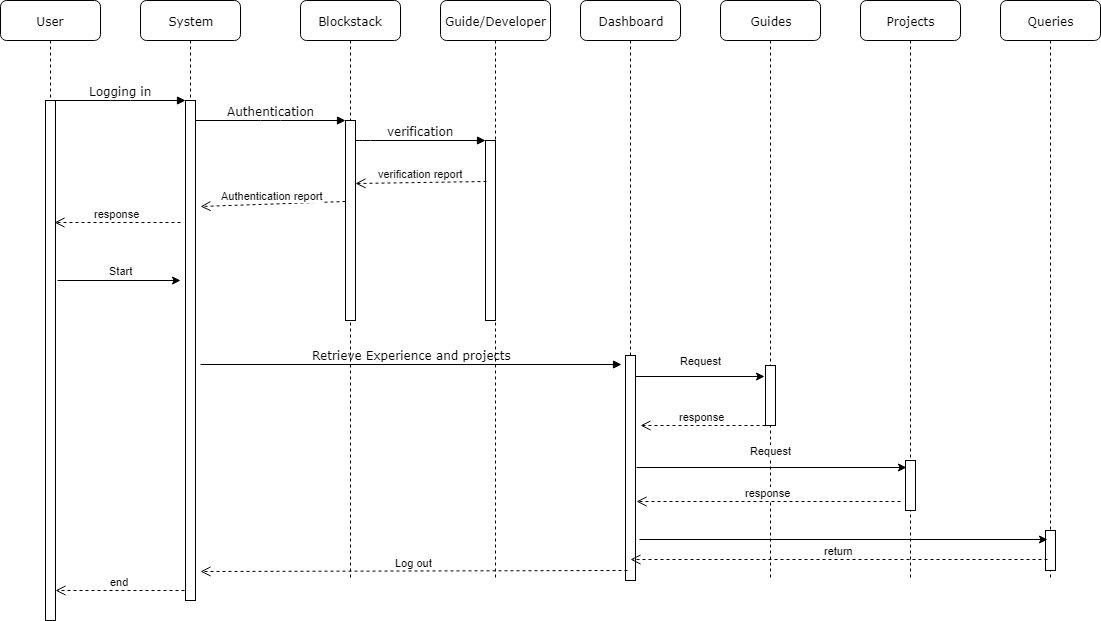 User
System
Blockstack
Guide/Developer
Dashboard
Guides
Projects
Queries
Logging in
Authentication
verification
verification report
Authentication report
response
Start
Retrieve Experience and projects
Request
response
Request
response
return
Log out
end